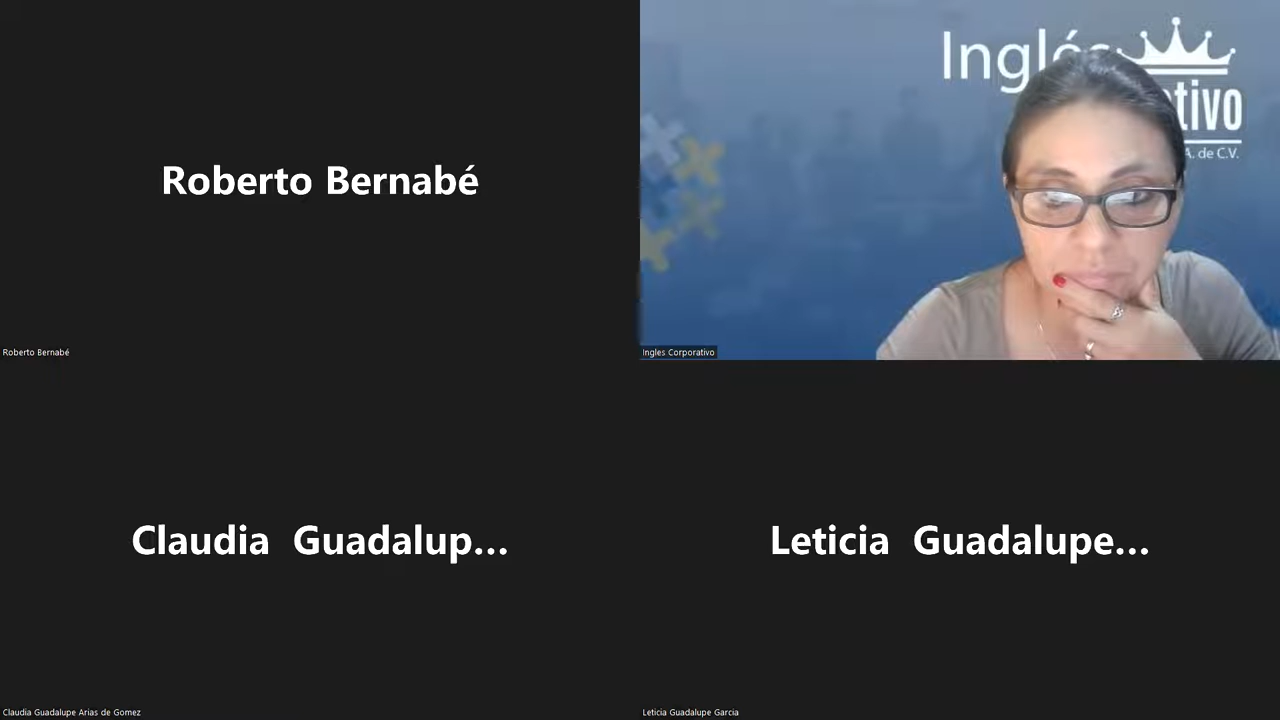 Roberto Bernabé
Roberto Bernabé
Inglés
tivo
A. de C.V.
Ingles Corporativo
Claudia Guadalup...
Claudia Guadalupe Arias de Gomez
Leticia Guadalupe...
Leticia Guadalupe Garcia